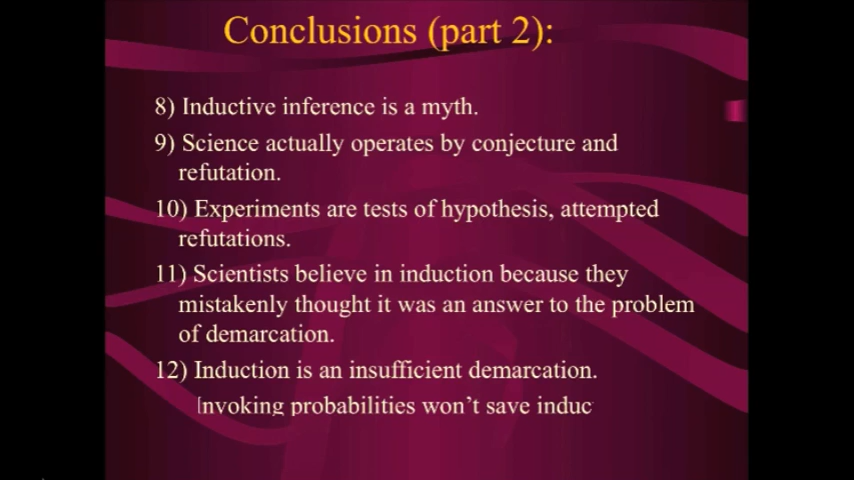 Conclusions (part 2):
8) Inductive inference is a myth.
9) Science actually operates by conjecture and
refutation.
10) Experiments are tests of hypothesis, attempted
refutations.
11) Scientists believe in induction because they
mistakenly thought it was an answer to the problem
of demarcation.
12) Induction is an insufficient demarcation.
Invoking probabilities won't save induc